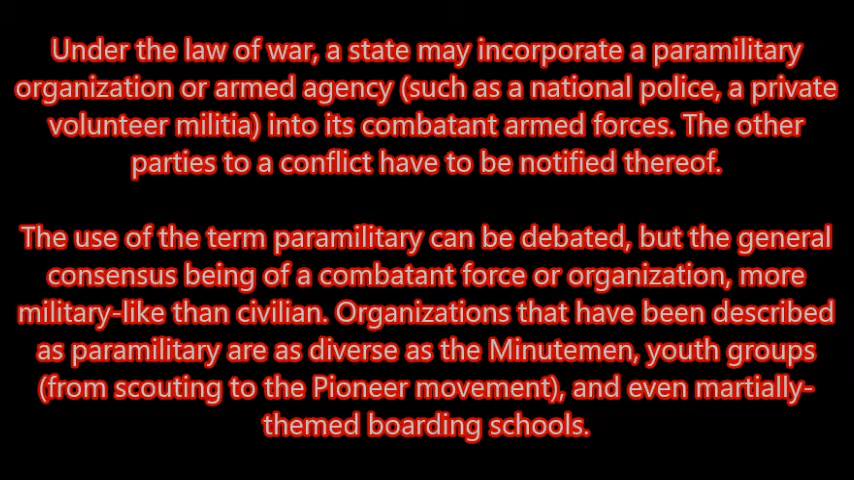 Under the law of war, a state may incorporate a paramilitary
organization or armed agency (such as a national police, a private
volunteer militia) into its combatant armed forces. The other
parties to a conflict have to be notified thereof.
The use of the term paramilitary can be debated, but the general
consensus being of a combatant force or organization, more
military-like than civilian. Organizations that have been described
as paramilitary are as diverse as the Minutemen, youth groups
(from scouting to the Pioneer movement), and even martially-
themed boarding schools.